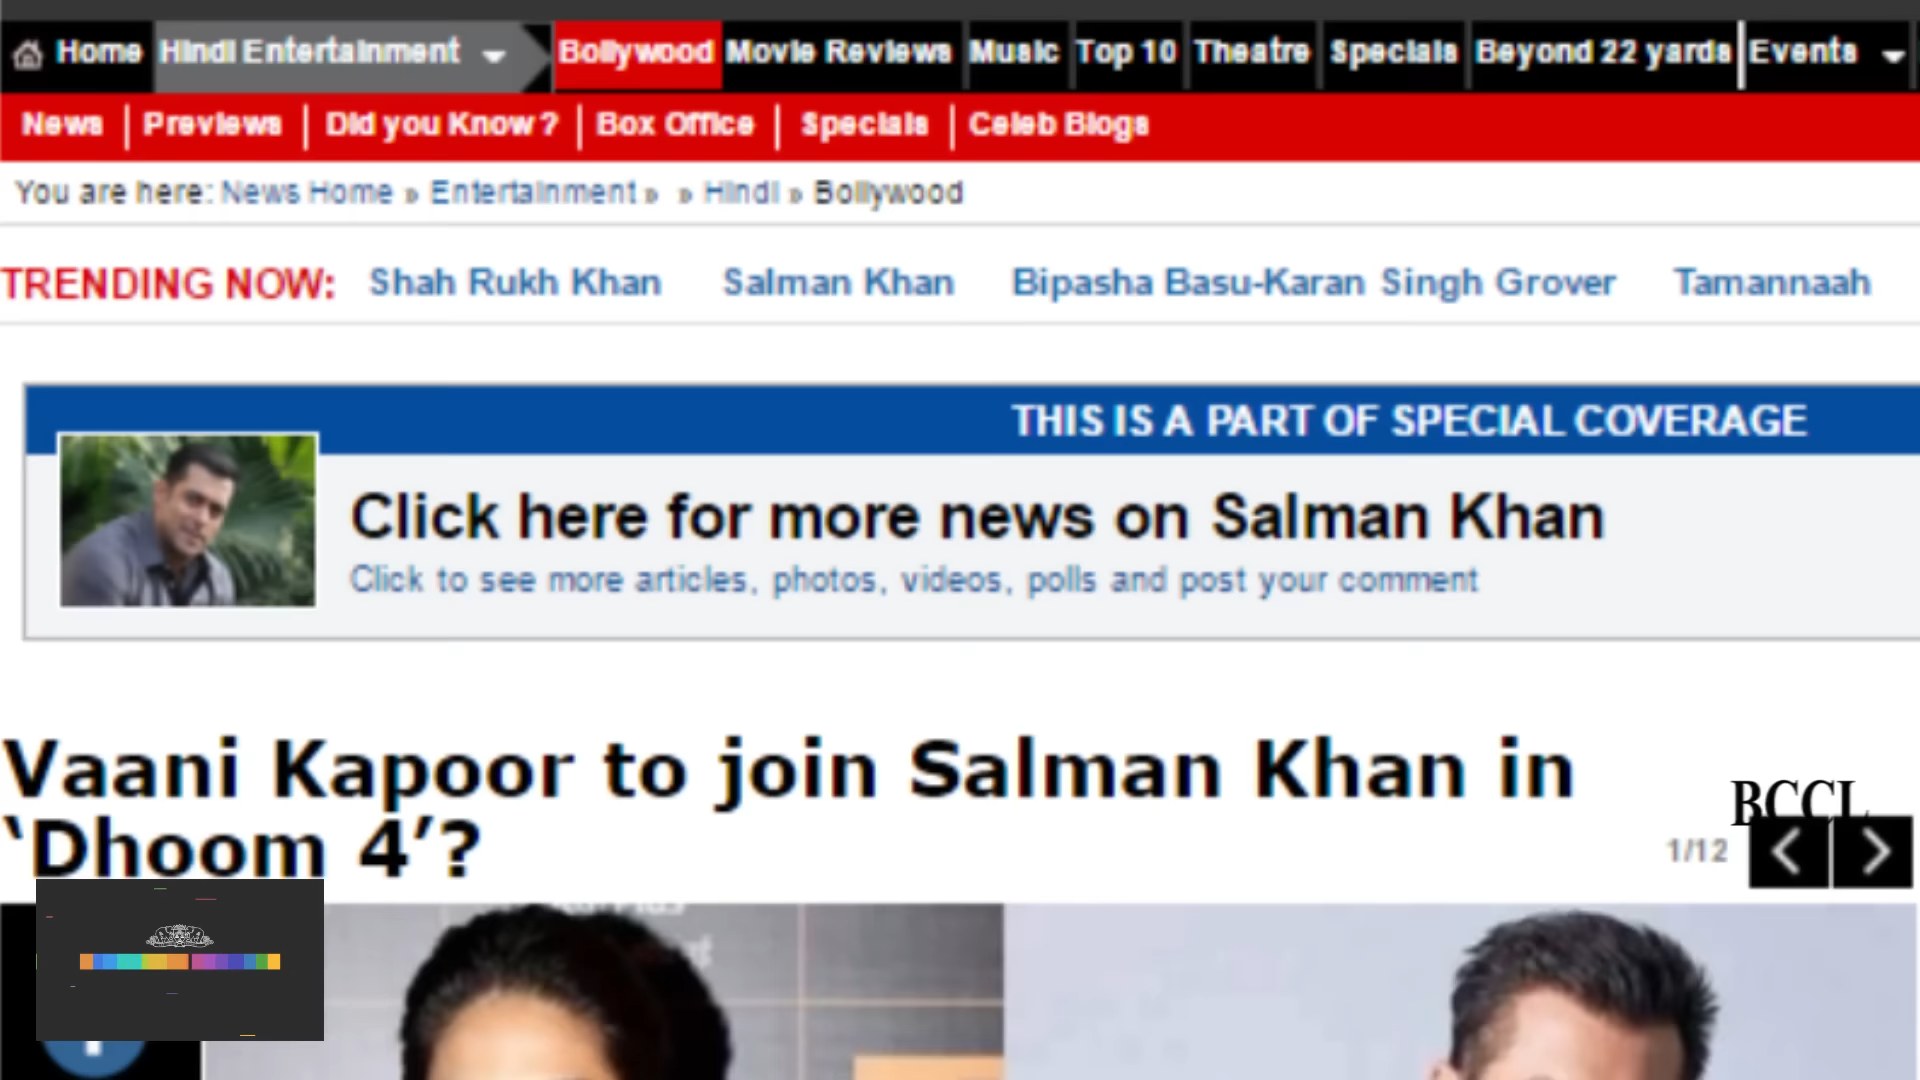 Home Hindi Entertainment Bollywood Movie Reviews Music Top 10 Theatre Specials Beyond 22 yards Events
News Previews Did you Know? Box Office Specials Celeb Blogs
You are here: News Home » Entertainment » » Hindi » Bollywood
TRENDING NOW: Shah Rukh Khan Salman Khan Bipasha Basu-Karan Singh Grover Tamannaah
THIS IS A PART OF SPECIAL COVERAGE
Click here for more news on Salman Khan
Click to see more articles, photos, videos, polls and post your comment
Vaani Kapoor to join Salman Khan in
‘Dhoom 4’?
BCCL
1/12